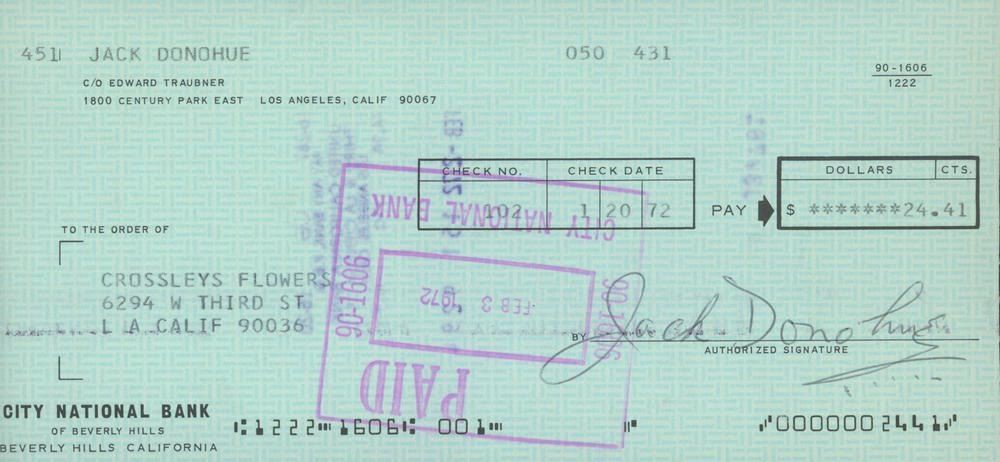 451 JACK DONOHUE 050 431
C/O EDWARD TRAUBNER
1800 CENTURY PARK EAST LOS ANGELES, CALIF 90067
90-1606
1222
CHECK NO. CHECK DATE
102 1 20 72
PAY
DOLLARS CTS.
$ *******24.41
TO THE ORDER OF
CROSSLEYS FLOWERS
6294 W THIRD ST
L A CALIF 90036
CITY NATIONAL BANK
90-1606
FEB 3 1972
90-1606
PAID
BY Jack Donohue
AUTHORIZED SIGNATURE
CITY NATIONAL BANK
OF BEVERLY HILLS
BEVERLY HILLS CALIFORNIA
⑆1222⑉1606⑆ 001⑉ ⑈ ⑇0000002441⑇